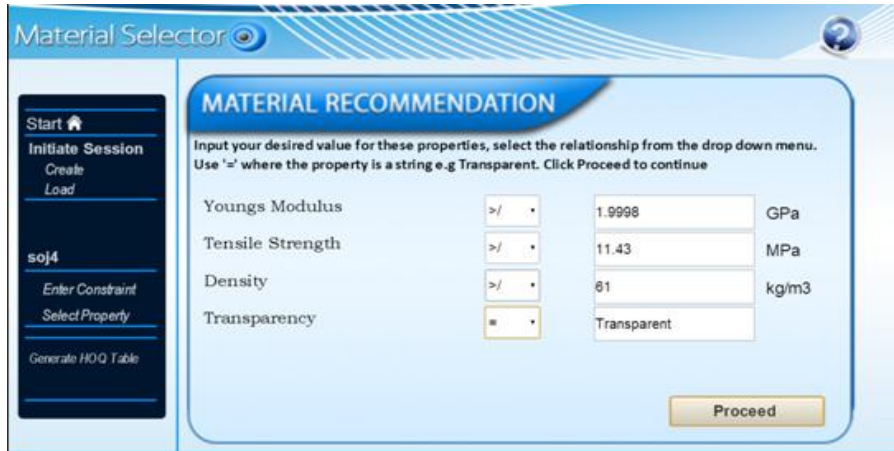 Material Selector
?
MATERIAL RECOMMENDATION
Start
Initiate Session
Create
Load
soj4
Enter Constraint
Select Property
Generate HOQ Table
Input your desired value for these properties, select the relationship from the drop down menu.
Use '=' where the property is a string e.g Transparent. Click Proceed to continue
Youngs Modulus >/ 1.9998 GPa
Tensile Strength >/ 11.43 MPa
Density >/ 61 kg/m3
Transparency = Transparent
Proceed